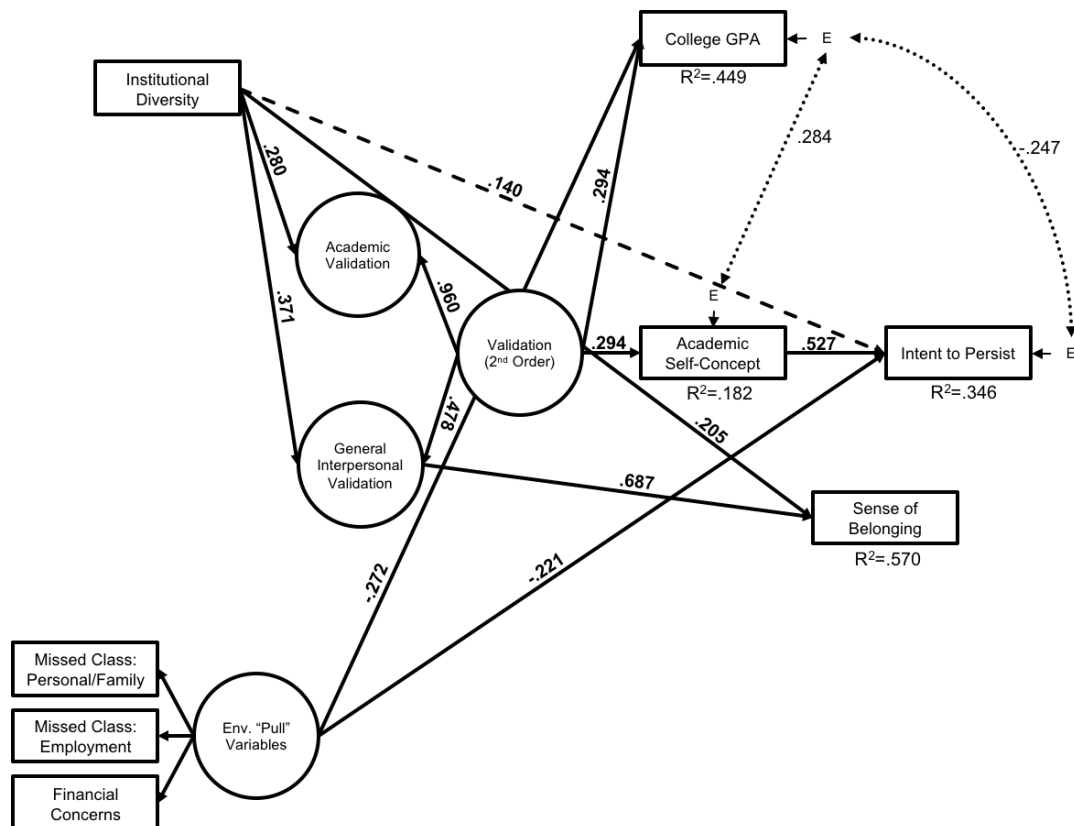 College GPA
E
R²=.449
Institutional
Diversity
.284
-.247
.280
.140
.294
Academic
Validation
.371
.960
E
Validation
(2nd Order)
.294
Academic
Self-Concept
.527
Intent to Persist
E
R²=.182
R²=.346
.478
.205
General
Interpersonal
Validation
.687
Sense of
Belonging
R²=.570
-.272
-.221
Missed Class:
Personal/Family
Missed Class:
Employment
Env. “Pull”
Variables
Financial
Concerns